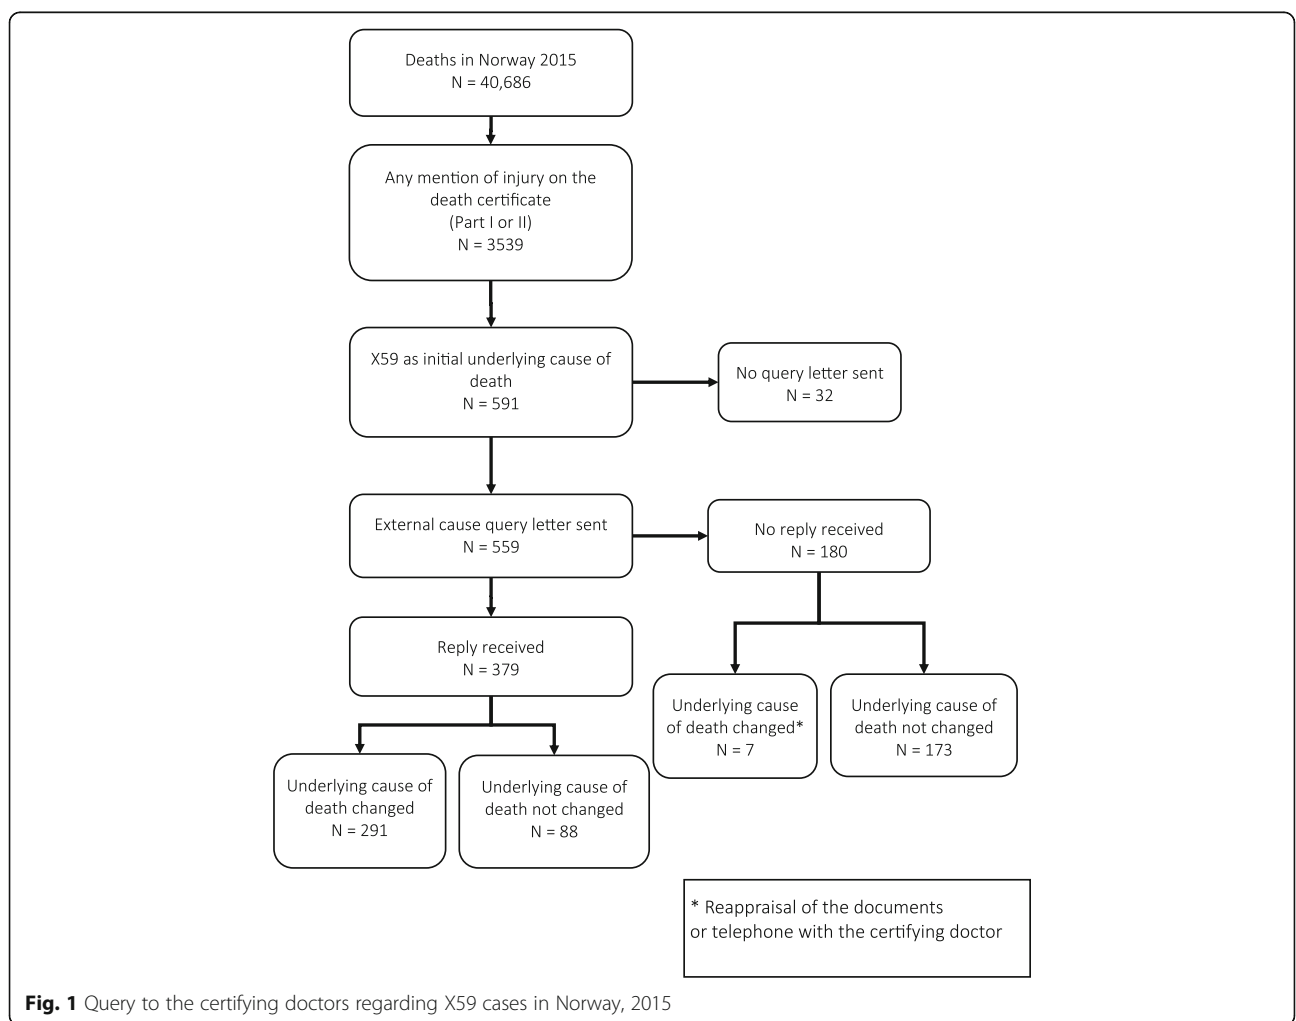 Deaths in Norway 2015
N = 40,686
Any mention of injury on the
death certificate
(Part I or II)
N = 3539
X59 as initial underlying cause of
death
N = 591
No query letter sent
N = 32
External cause query letter sent
N = 559
No reply received
N = 180
Reply received
N = 379
Underlying cause
of death changed*
N = 7
Underlying cause of
death not changed
N = 173
Underlying cause of
death changed
N = 291
Underlying cause of
death not changed
N = 88
* Reappraisal of the documents
or telephone with the certifying doctor
Fig. 1 Query to the certifying doctors regarding X59 cases in Norway, 2015